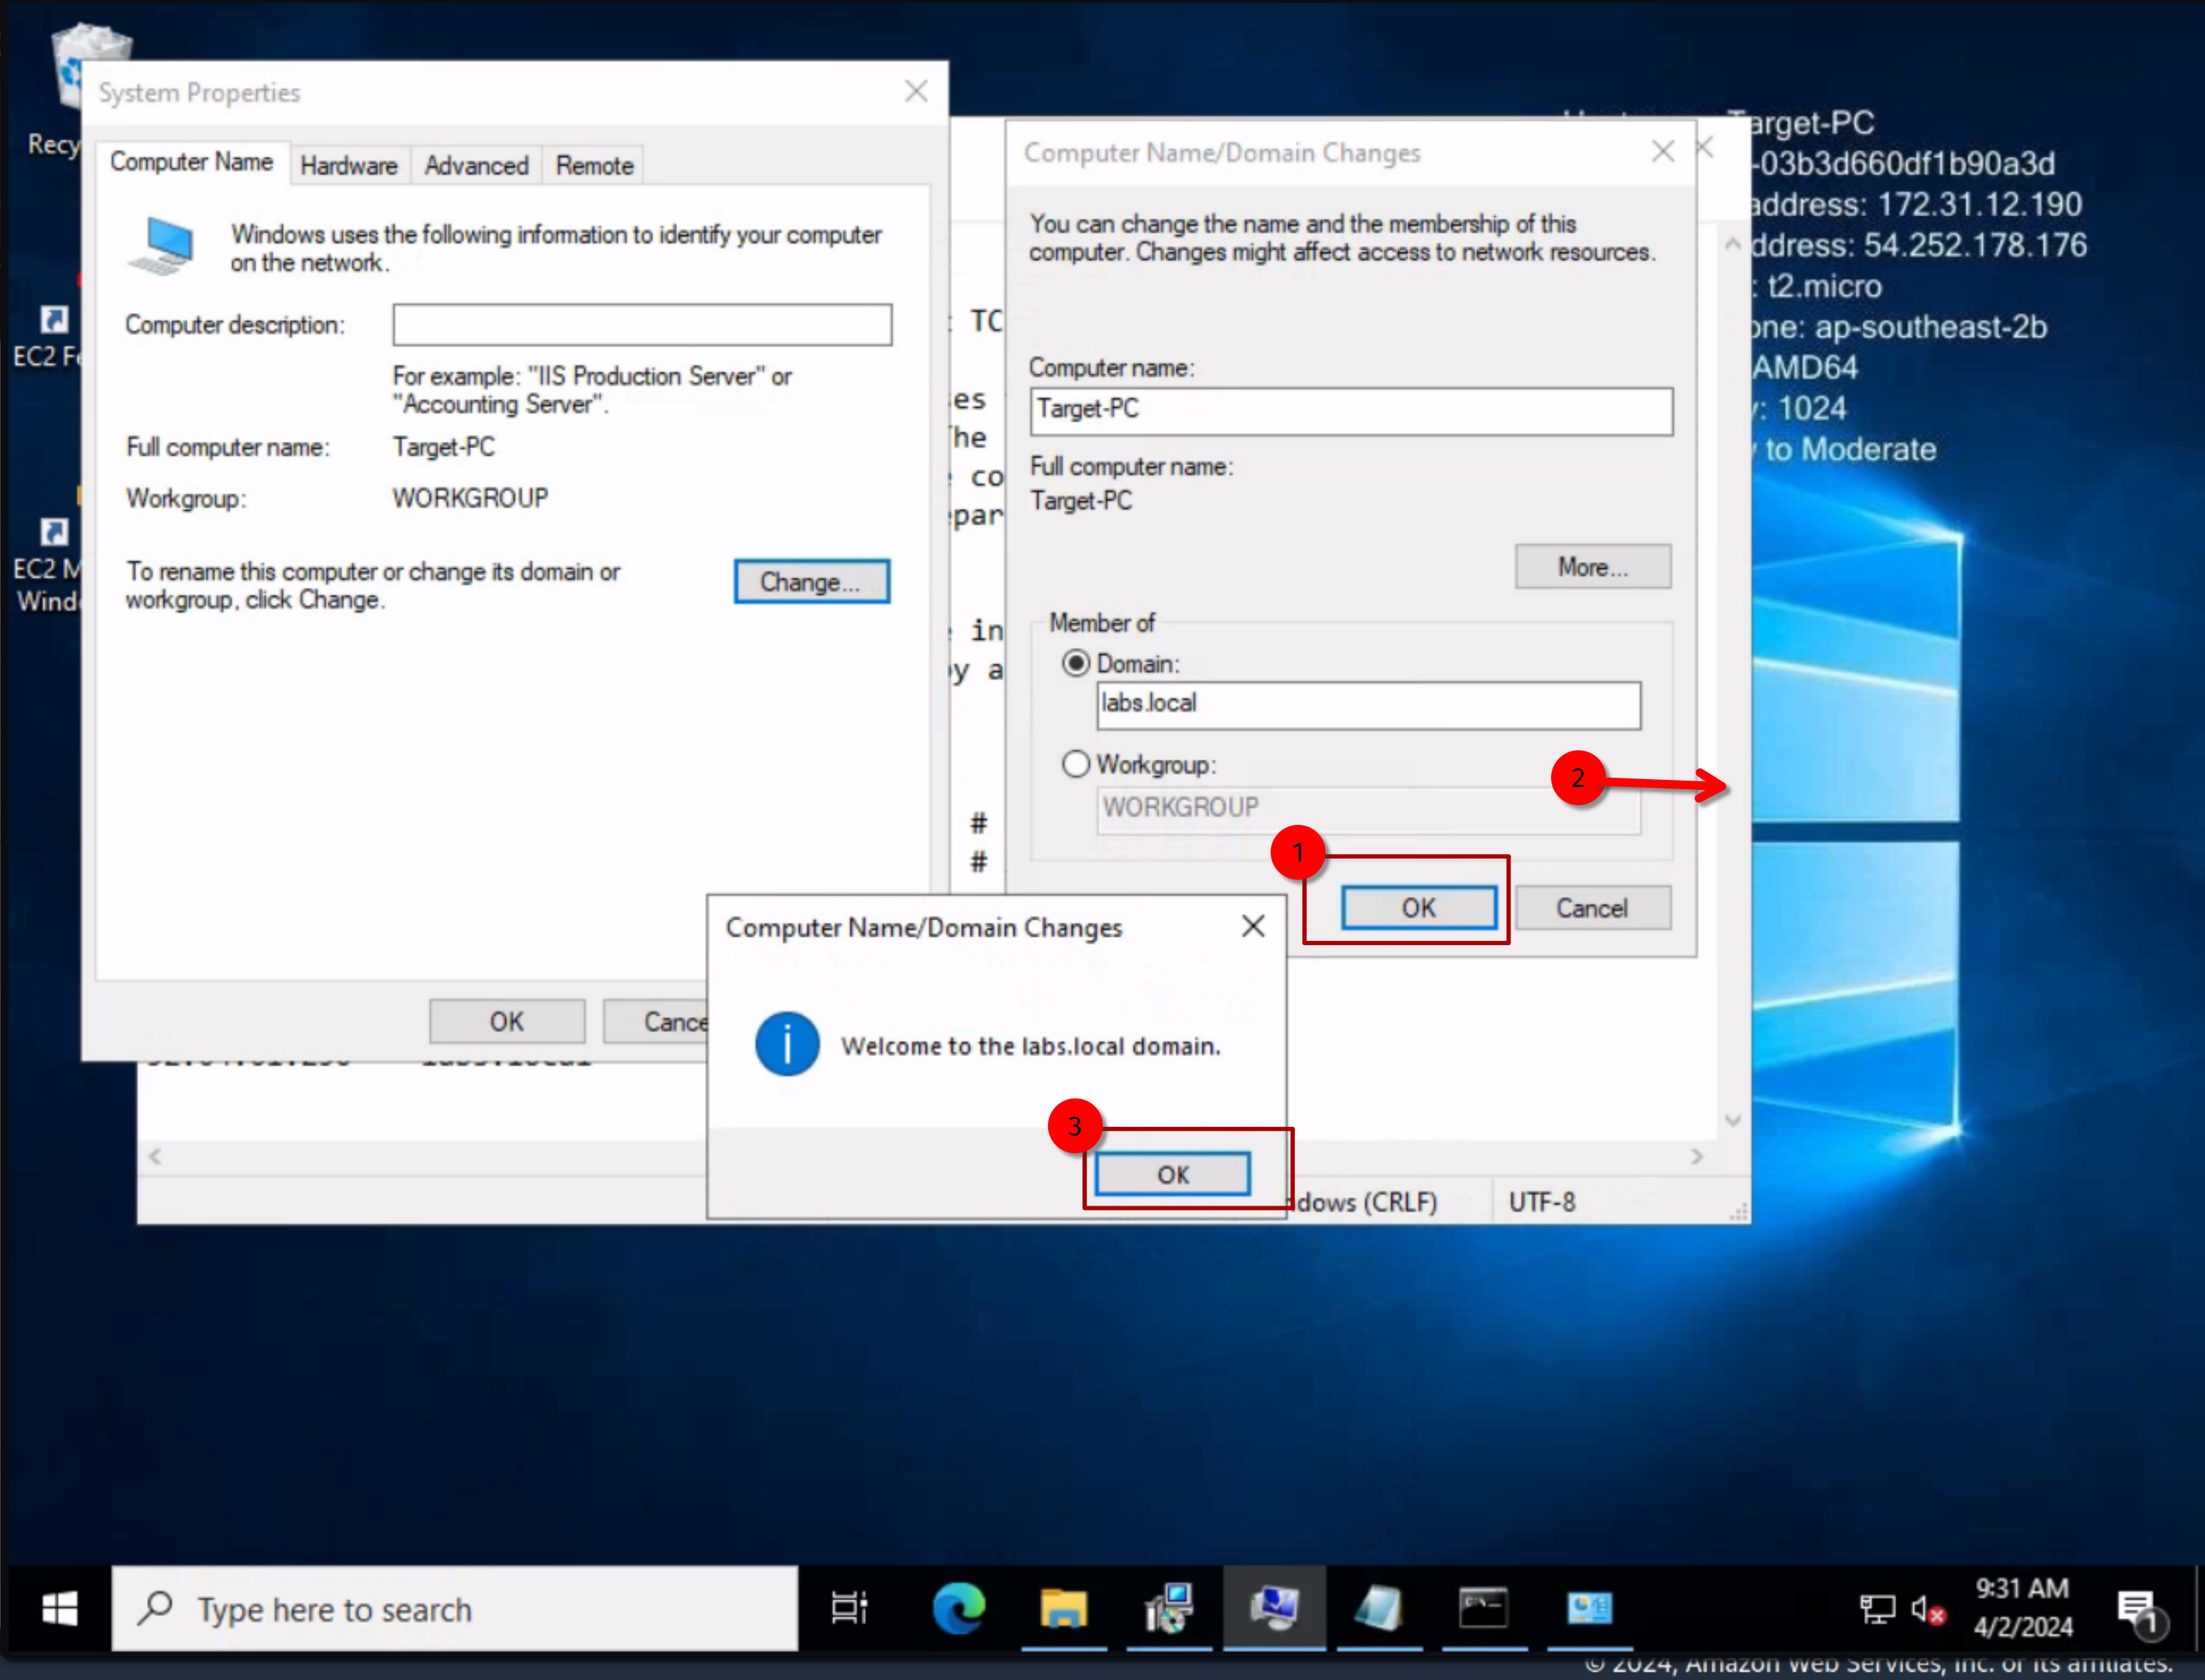 Recy
EC2 Fe
EC2 M
Wind
System Properties
Computer Name
Hardware
Advanced
Remote
Windows uses the following information to identify your computer
on the network.
Computer description:
For example: "IIS Production Server" or
"Accounting Server".
Full computer name:
Target-PC
Workgroup:
WORKGROUP
To rename this computer or change its domain or
workgroup, click Change.
Change...
OK
Cance
: TC
es
he
co
par
in
y a
#
#
labs.local
Computer Name/Domain Changes
You can change the name and the membership of this
computer. Changes might affect access to network resources.
Computer name:
Target-PC
Full computer name:
Target-PC
More...
Member of
Domain:
labs.local
Workgroup:
WORKGROUP
2
1
OK
Cancel
Computer Name/Domain Changes
Welcome to the labs.local domain.
3
OK
dows (CRLF)
UTF-8
arget-PC
-03b3d660df1b90a3d
address: 172.31.12.190
ddress: 54.252.178.176
: t2.micro
one: ap-southeast-2b
AMD64
y: 1024
to Moderate
Type here to search
9:31 AM
4/2/2024
1
© 2024, Amazon Web Services, Inc. or its affiliates.